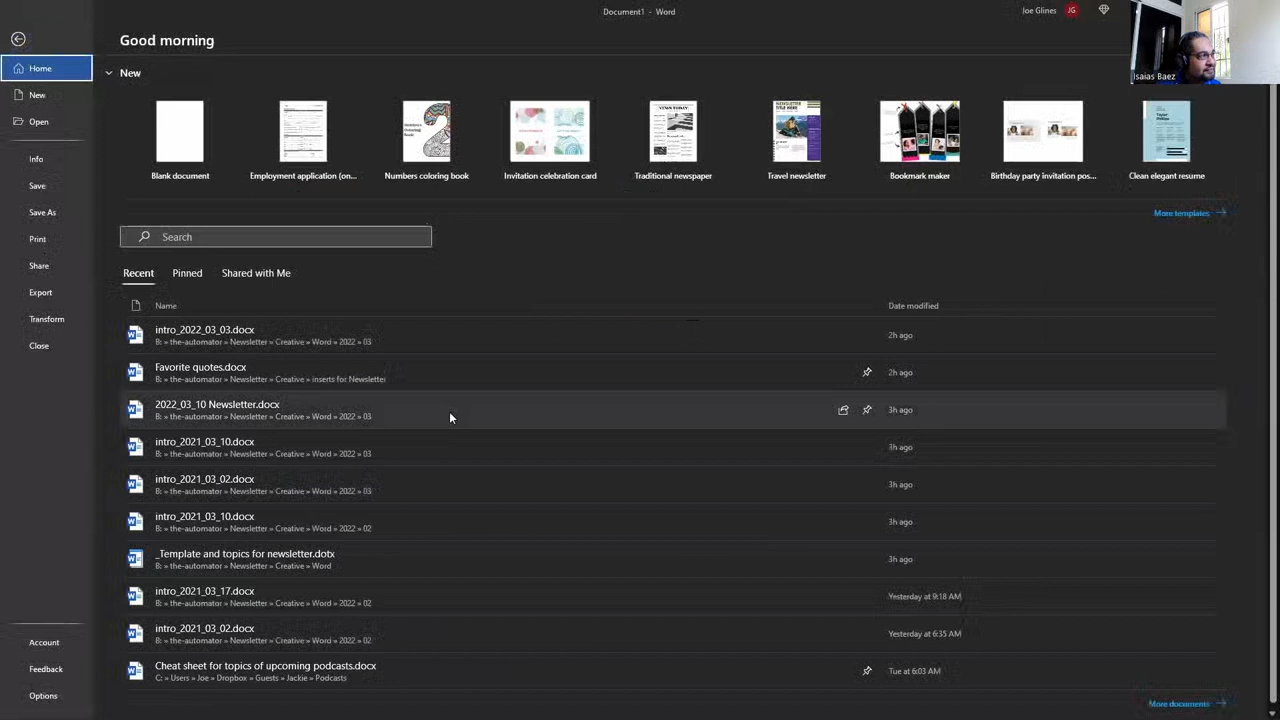 Document1 - Word
Joe Glines
JG
Isaias Baez
Good morning
Home
New
Open
Info
Save
Save As
Print
Share
Export
Transform
Close
Account
Feedback
Options
New
Blank document
Employment application (on...
Numbers coloring book
Invitation celebration card
Traditional newspaper
Travel newsletter
Bookmark maker
Birthday party invitation pos...
Clean elegant resume
More templates
Search
Recent
Pinned
Shared with Me
Name
Date modified
intro_2022_03_03.docx
B: » the-automator » Newsletter » Creative » Word » 2022 » 03
2h ago
Favorite quotes.docx
B: » the-automator » Newsletter » Creative » inserts for Newsletter
2h ago
2022_03_10 Newsletter.docx
B: » the-automator » Newsletter » Creative » Word » 2022 » 03
3h ago
intro_2021_03_10.docx
B: » the-automator » Newsletter » Creative » Word » 2022 » 03
3h ago
intro_2021_03_02.docx
B: » the-automator » Newsletter » Creative » Word » 2022 » 03
3h ago
intro_2021_03_10.docx
B: » the-automator » Newsletter » Creative » Word » 2022 » 02
3h ago
_Template and topics for newsletter.dotx
B: » the-automator » Newsletter » Creative » Word
3h ago
intro_2021_03_17.docx
B: » the-automator » Newsletter » Creative » Word » 2022 » 02
Yesterday at 9:18 AM
intro_2021_03_02.docx
B: » the-automator » Newsletter » Creative » Word » 2022 » 02
Yesterday at 6:35 AM
Cheat sheet for topics of upcoming podcasts.docx
C: » Users » Joe » Dropbox » Guests » Jackie » Podcasts
Tue at 6:03 AM
More documents